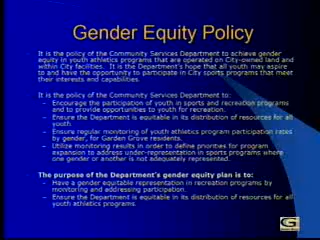 Gender Equity Policy
It is the policy of the Community Services Department to achieve gender
equity in youth athletics programs that are operated on City-owned land and
within City facilities.  It is the Department's hope that all youth may aspire
to and have the opportunity to participate in City sports programs that meet
their interests and capabilities.
It is the policy of the Community Services Department to:
– Encourage the participation of youth in sports and recreation programs
and to provide opportunities to youth for recreation.
– Ensure the Department is equitable in its distribution of resources for all
youth.
– Ensure regular monitoring of youth athletics program participation rates
by gender, for Garden Grove residents.
– Utilize monitoring results in order to define priorities for program
expansion to address under-representation in sports programs where
one gender or another is not adequately represented.
The purpose of the Department's gender equity plan is to:
– Have a gender equitable representation in recreation programs by
monitoring and addressing participation.
– Ensure the Department is equitable in its distribution of resources for all
youth athletics programs.
G